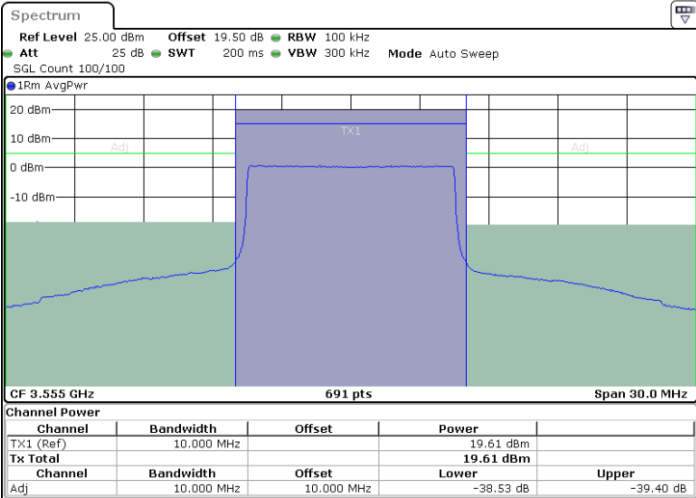 Spectrum
Ref Level 25.00 dBm Offset 19.50 dB RBW 100 kHz
Att 25 dB SWT 200 ms VBW 300 kHz Mode Auto Sweep
SGL Count 100/100
1Rm AvgPwr
20 dBm
TX1
10 dBm
Adj Adj
0 dBm
-10 dBm
CF 3.555 GHz 691 pts Span 30.0 MHz
Channel Power
Channel Bandwidth Offset Power
TX1 (Ref) 10.000 MHz 19.61 dBm
Tx Total 19.61 dBm
Channel Bandwidth Offset Lower Upper
Adj 10.000 MHz 10.000 MHz -38.53 dB -39.40 dB